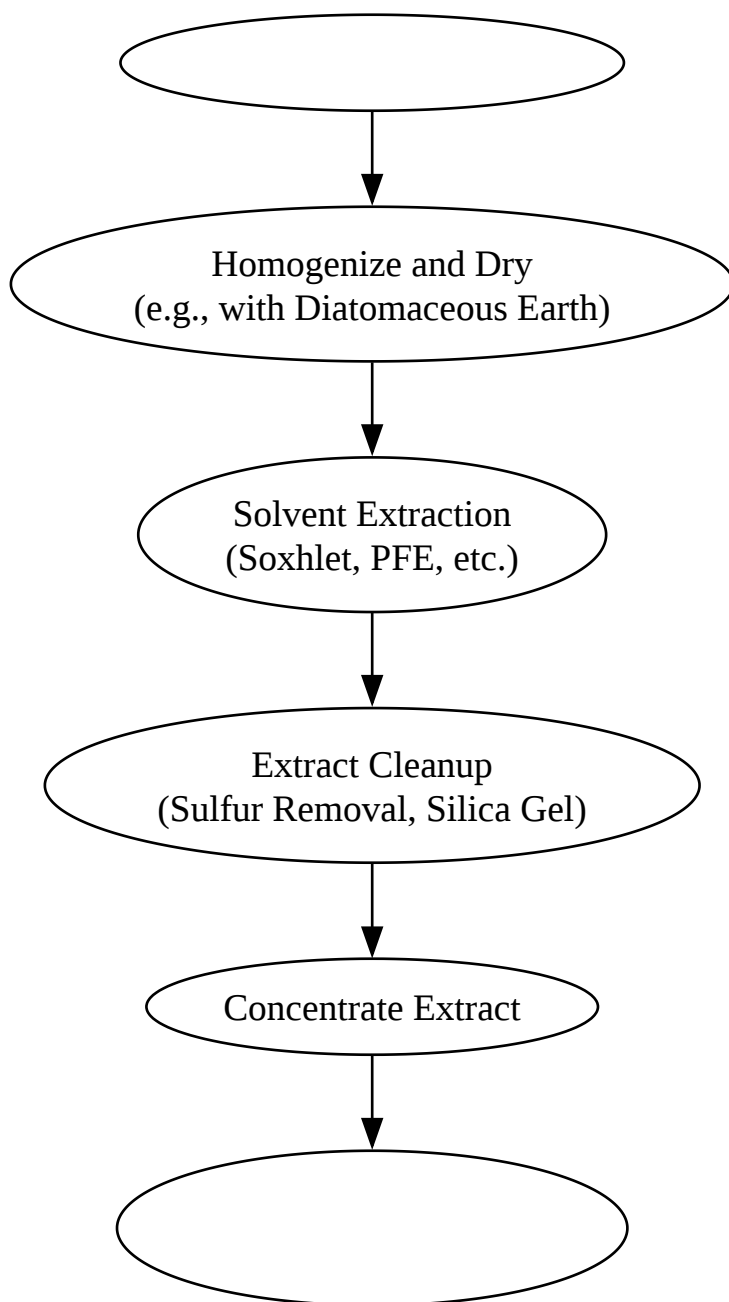 Homogenize and Dry
(e.g., with Diatomaceous Earth)
Solvent Extraction
(Soxhlet, PFE, etc.)
Extract Cleanup
(Sulfur Removal, Silica Gel)
Concentrate Extract